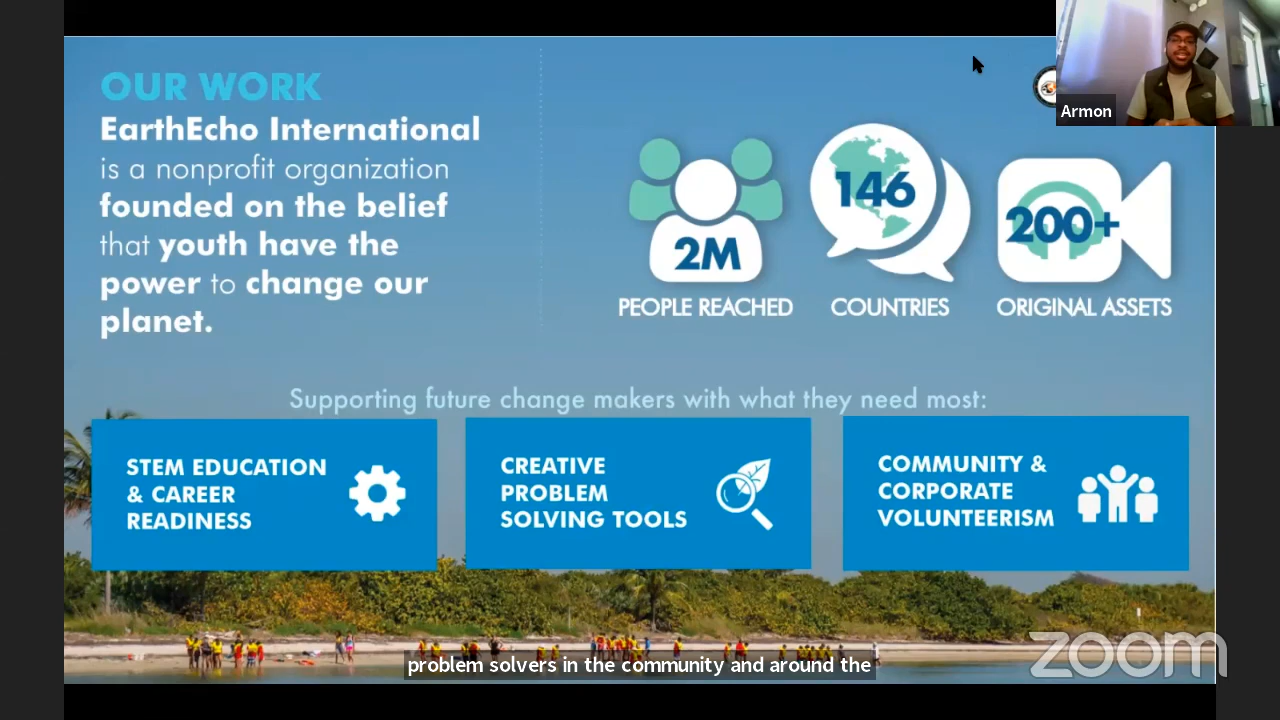 OUR WORK
EarthEcho International
is a nonprofit organization
founded on the belief
that youth have the
power to change our
planet.
2M
PEOPLE REACHED
146
COUNTRIES
200+
ORIGINAL ASSETS
Armon
Supporting future change makers with what they need most:
STEM EDUCATION
& CAREER
READINESS
CREATIVE
PROBLEM
SOLVING TOOLS
COMMUNITY &
CORPORATE
VOLUNTEERISM
problem solvers in the community and around the
zoom